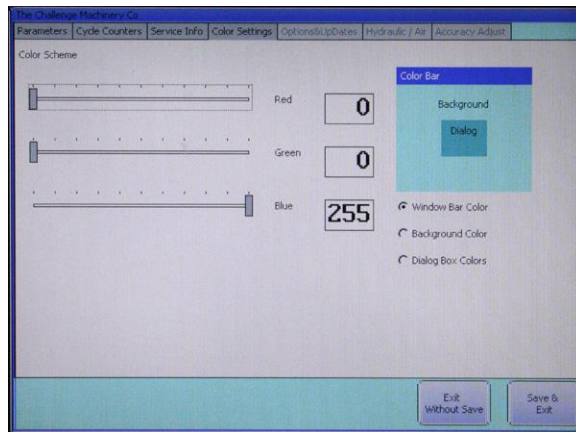 The Challenge Machinery Co
Parameters Cycle Counters Service Info Color Settings Options&UpDates Hydraulic / Air Accuracy Adjust
Color Scheme
Color Bar
Red 0
Background
Dialog
Green 0
Blue 255
Window Bar Color
Background Color
Dialog Box Colors
Exit
Without Save
Save &
Exit